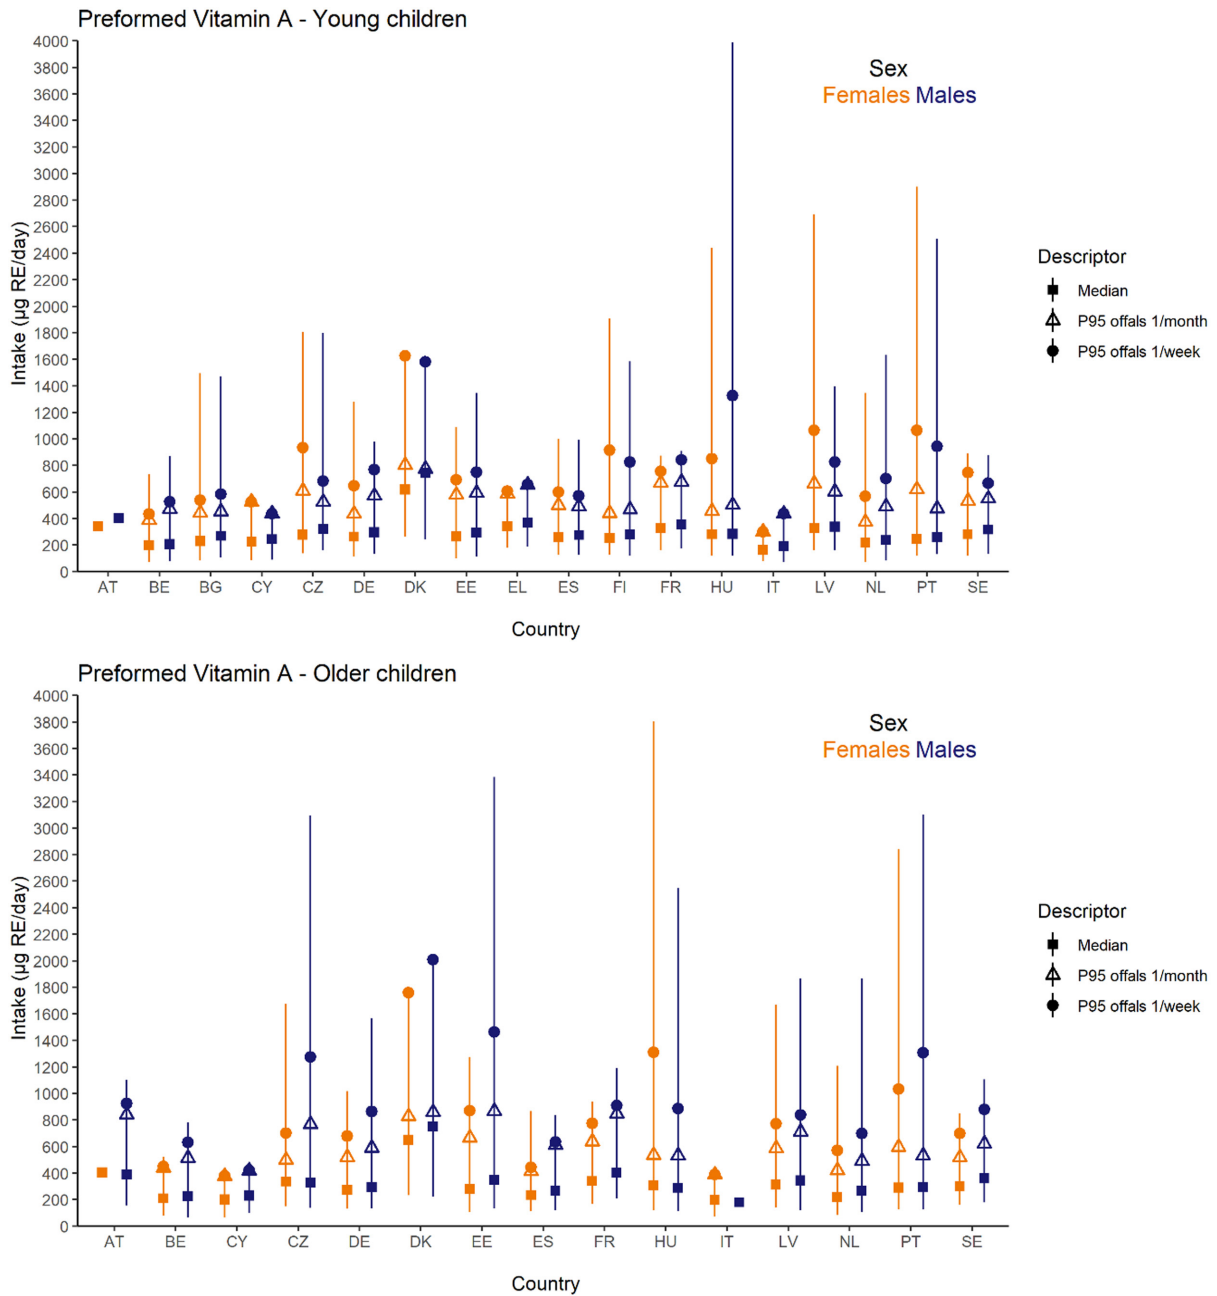 Preformed Vitamin A - Young children
Sex
Females Males
4000
3800
3600
3400
3200
3000
2800
2600
2400
2200
2000
1800
1600
1400
1200
1000
800
600
400
200
0
Intake (µg RE/day)
AT BE BG CY CZ DE DK EE EL ES FI FR HU IT LV NL PT SE
Country
Descriptor
Median
P95 offals 1/month
P95 offals 1/week
Preformed Vitamin A - Older children
Sex
Females Males
4000
3800
3600
3400
3200
3000
2800
2600
2400
2200
2000
1800
1600
1400
1200
1000
800
600
400
200
0
Intake (µg RE/day)
AT BE CY CZ DE DK EE ES FR HU IT LV NL PT SE
Country
Descriptor
Median
P95 offals 1/month
P95 offals 1/week